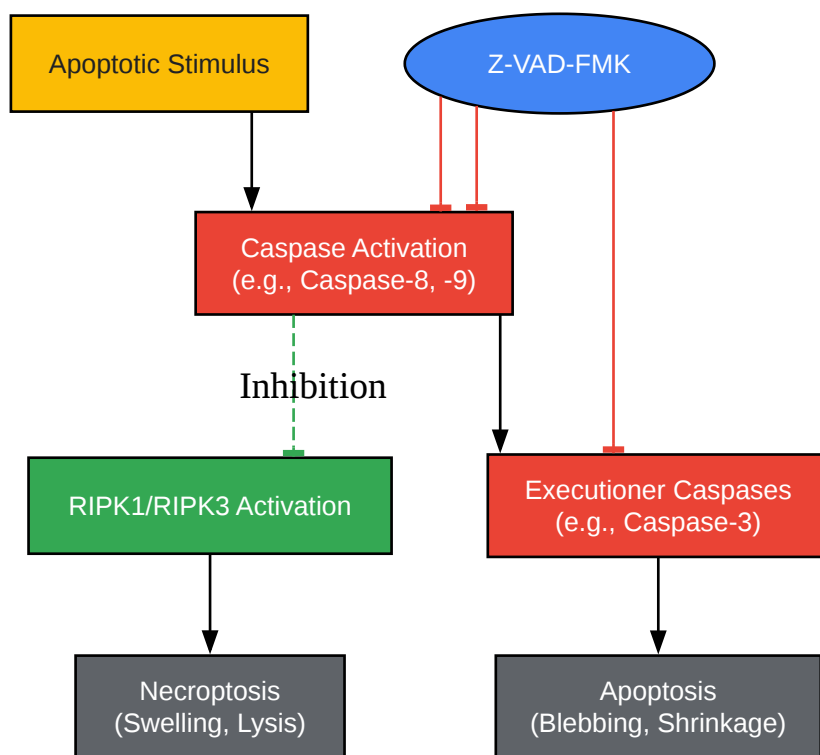 Apoptotic Stimulus
Z-VAD-FMK
Caspase Activation
(e.g., Caspase-8, -9)
Inhibition
RIPK1/RIPK3 Activation
Executioner Caspases
(e.g., Caspase-3)
Necroptosis
(Swelling, Lysis)
Apoptosis
(Blebbing, Shrinkage)